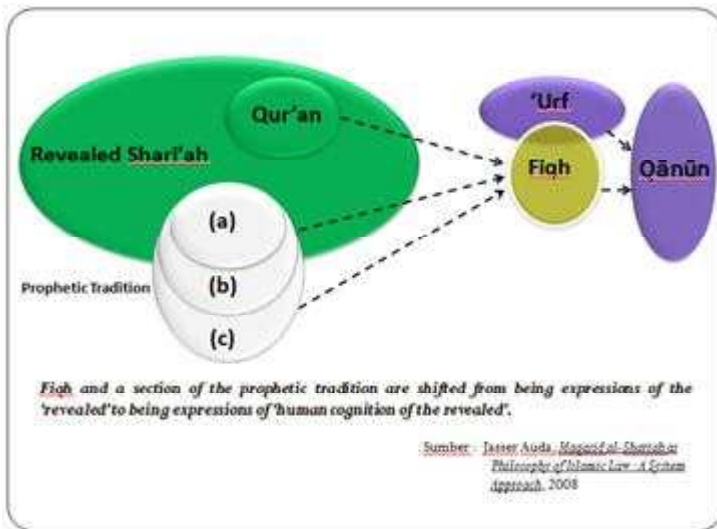 Qur'an
'Urf
Revealed Shari'ah
Fiqh
Qānūn
(a)
Prophetic Tradition
(b)
(c)
Fiqh and a section of the prophetic tradition are shifted from being expressions of the
'revealed' to being expressions of 'human cognition of the revealed'.
Sumber : Jasser Auda, Maqasid al-Shariah as
Philosophy of Islamic Law : A System
Approach, 2008